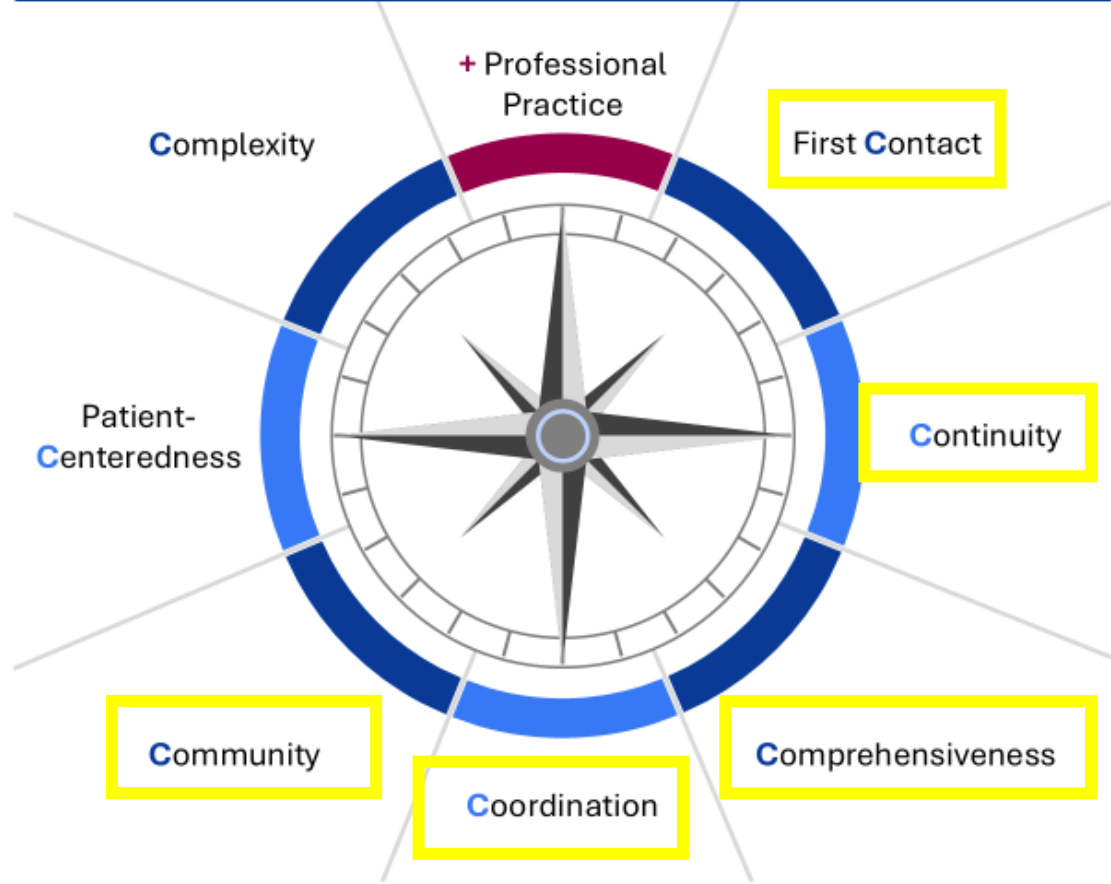 + Professional
Practice
First Contact
Continuity
Comprehensiveness
Coordination
Community
Patient-
Centeredness
Complexity